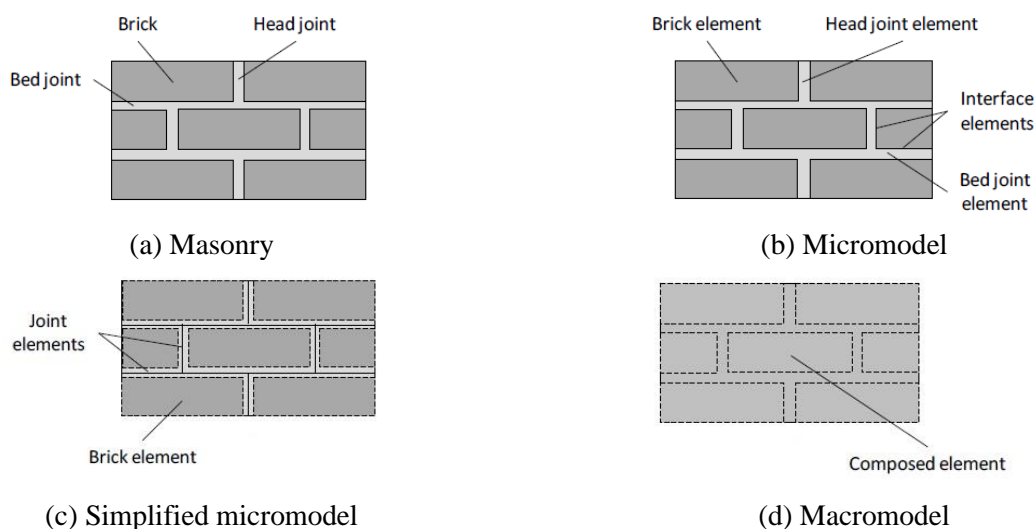 Brick
Head joint
Bed joint
(a) Masonry
Brick element
Head joint element
Interface
elements
Bed joint
element
(b) Micromodel
Joint
elements
Brick element
(c) Simplified micromodel
Composed element
(d) Macromodel